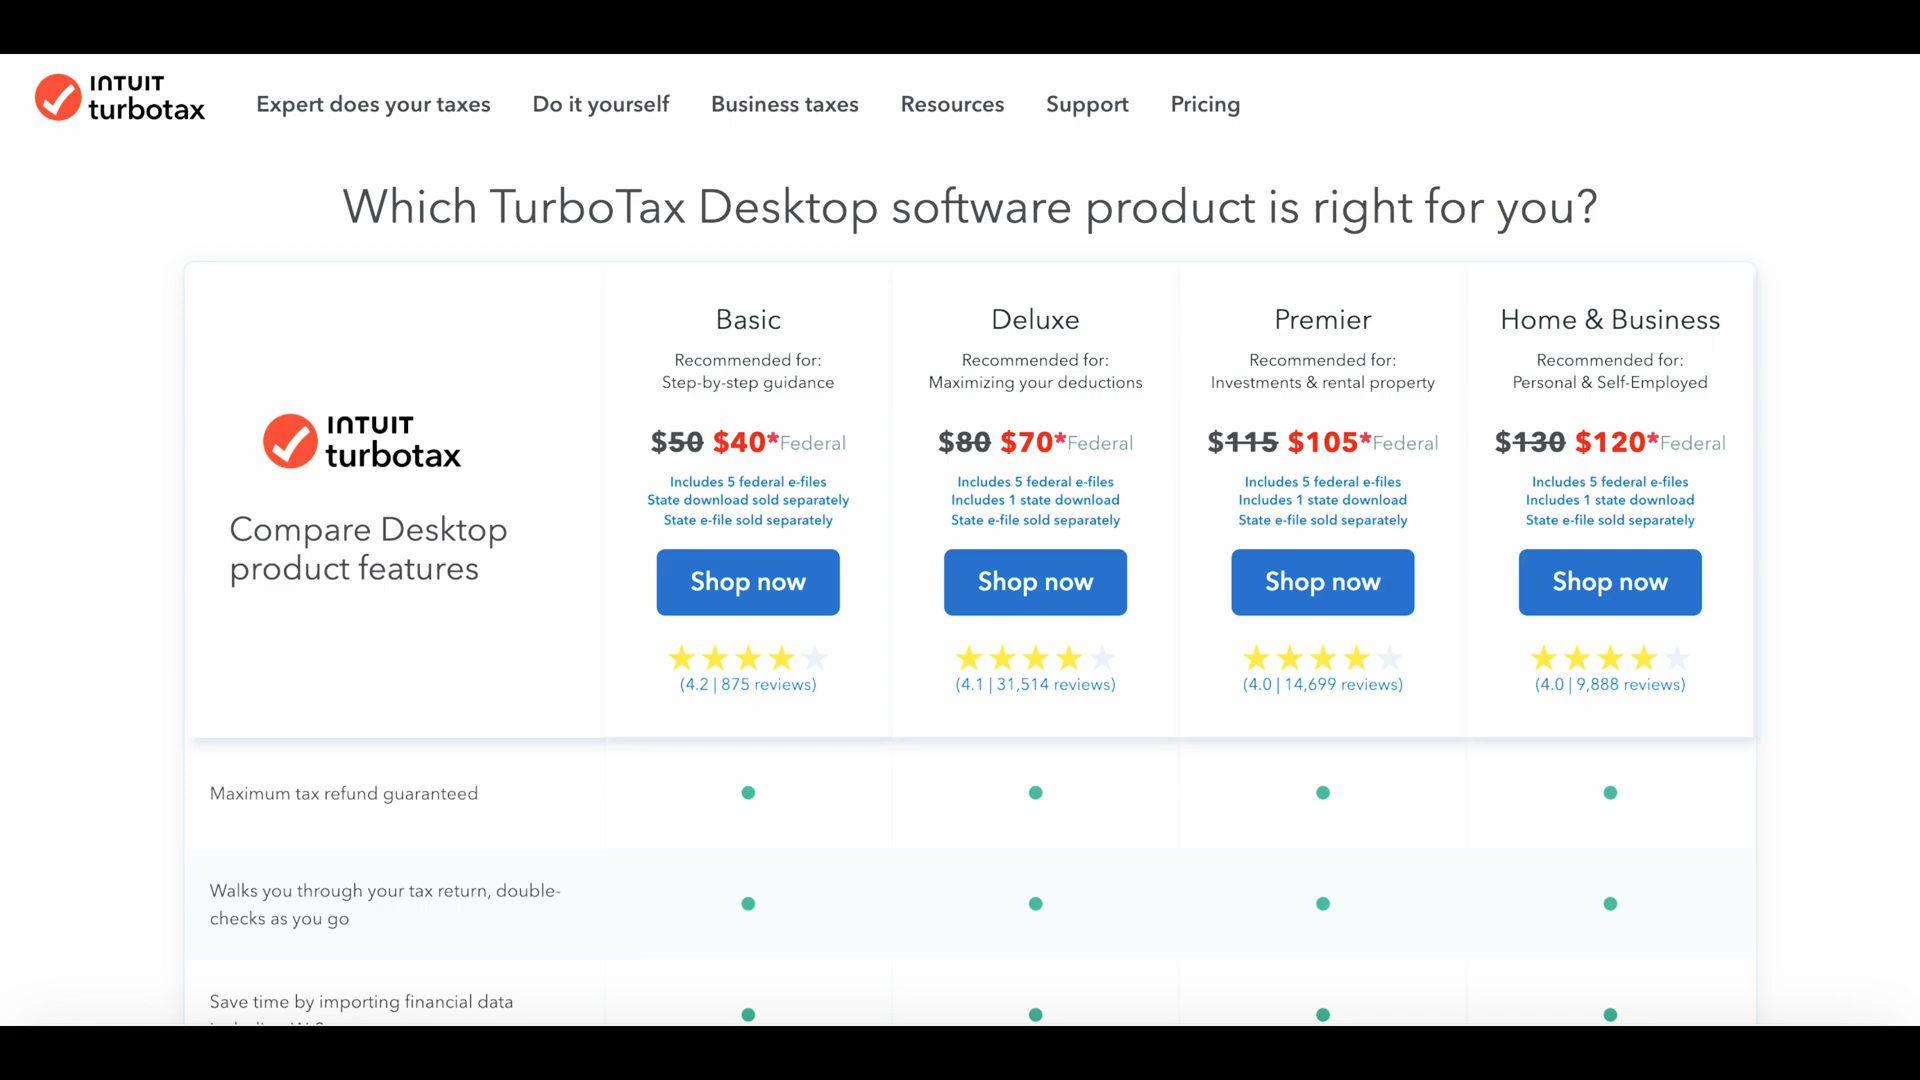 INTUIT
turbotax
Expert does your taxes
Do it yourself
Business taxes
Resources
Support
Pricing
Which TurboTax Desktop software product is right for you?
INTUIT
turbotax
Compare Desktop
product features
Basic
Recommended for:
Step-by-step guidance
$50 $40*Federal
Includes 5 federal e-files
State download sold separately
State e-file sold separately
Shop now
(4.2 | 875 reviews)
Deluxe
Recommended for:
Maximizing your deductions
$80 $70*Federal
Includes 5 federal e-files
Includes 1 state download
State e-file sold separately
Shop now
(4.1 | 31,514 reviews)
Premier
Recommended for:
Investments & rental property
$115 $105*Federal
Includes 5 federal e-files
Includes 1 state download
State e-file sold separately
Shop now
(4.0 | 14,699 reviews)
Home & Business
Recommended for:
Personal & Self-Employed
$130 $120*Federal
Includes 5 federal e-files
Includes 1 state download
State e-file sold separately
Shop now
(4.0 | 9,888 reviews)
Maximum tax refund guaranteed
Walks you through your tax return, double-
checks as you go
Save time by importing financial data